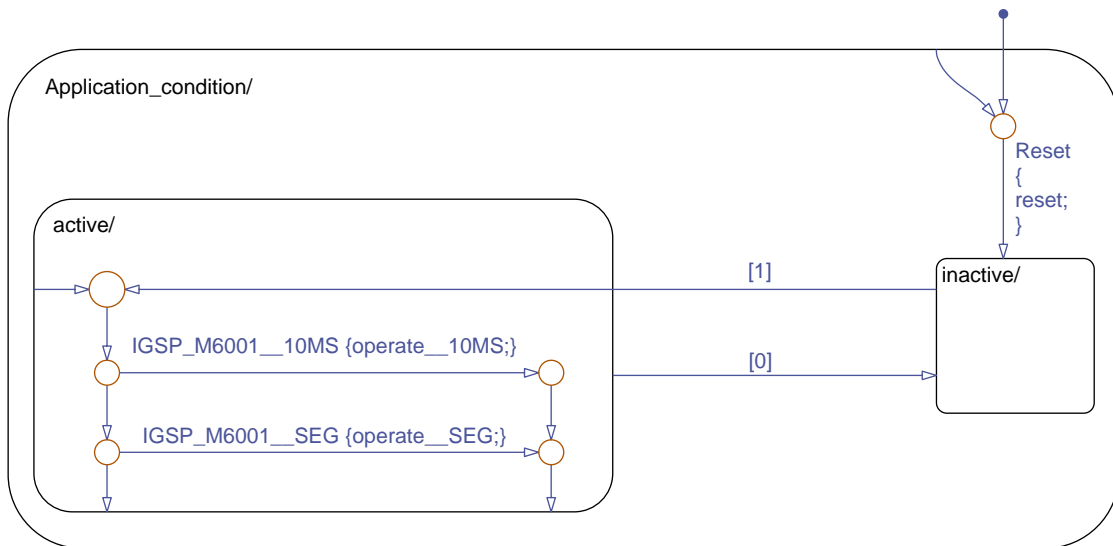 Application_condition/
Reset
{
reset;
}
active/
[1]
inactive/
IGSP_M6001__10MS {operate__10MS;}
[0]
IGSP_M6001__SEG {operate__SEG;}